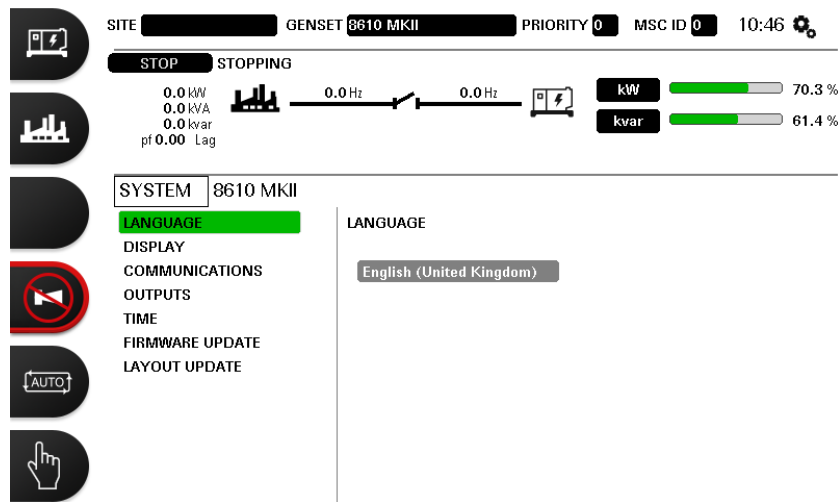 SITE GENSET 8610 MKII PRIORITY 0 MSC ID 0 10:46
STOP STOPPING
0.0 kW
0.0 kVA
0.0 kvar
pf 0.00 Lag
0.0 Hz 0.0 Hz
kW 70.3 %
kvar 61.4 %
SYSTEM 8610 MKII
LANGUAGE
DISPLAY
COMMUNICATIONS
OUTPUTS
TIME
FIRMWARE UPDATE
LAYOUT UPDATE
LANGUAGE
English (United Kingdom)
AUTO